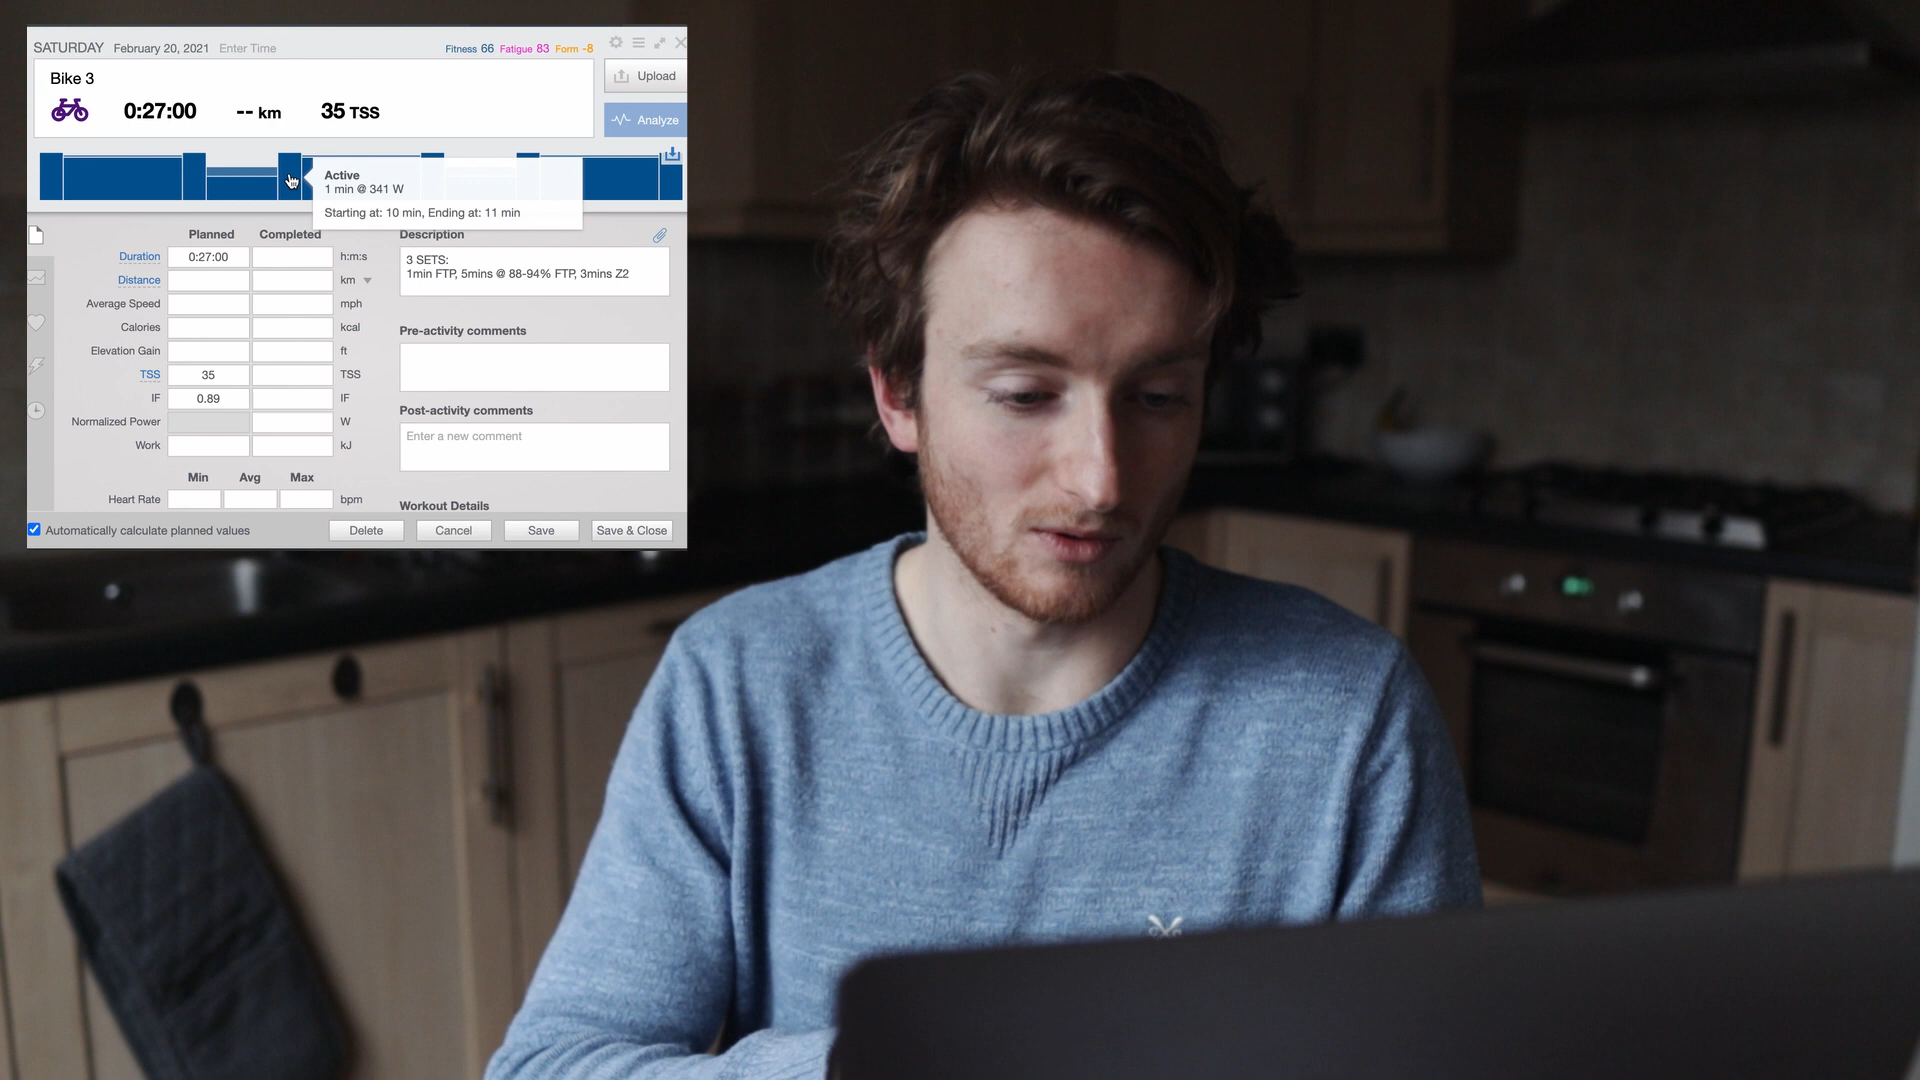 SATURDAY February 20, 2021 Enter Time Fitness 66 Fatigue 83 Form -8
Bike 3
0:27:00 -- km 35 TSS
Upload
Analyze
Active
1 min @ 341 W
Starting at: 10 min, Ending at: 11 min
Planned Completed
Duration 0:27:00 h:m:s
Distance km
Average Speed mph
Calories kcal
Elevation Gain ft
TSS 35 TSS
IF 0.89 IF
Normalized Power W
Work kJ
Min Avg Max
Heart Rate bpm
Description
3 SETS:
1min FTP, 5mins @ 88-94% FTP, 3mins Z2
Pre-activity comments
Post-activity comments
Enter a new comment
Workout Details
Automatically calculate planned values Delete Cancel Save Save & Close